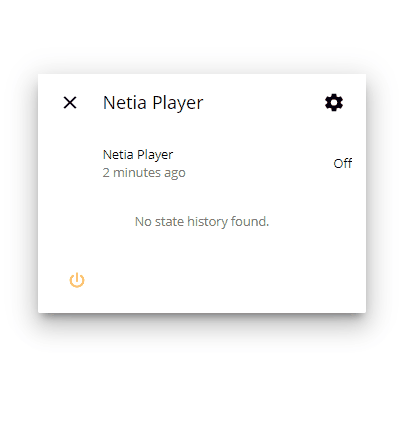 Netia Player
Netia Player
Off
2 minutes ago
No state history found.